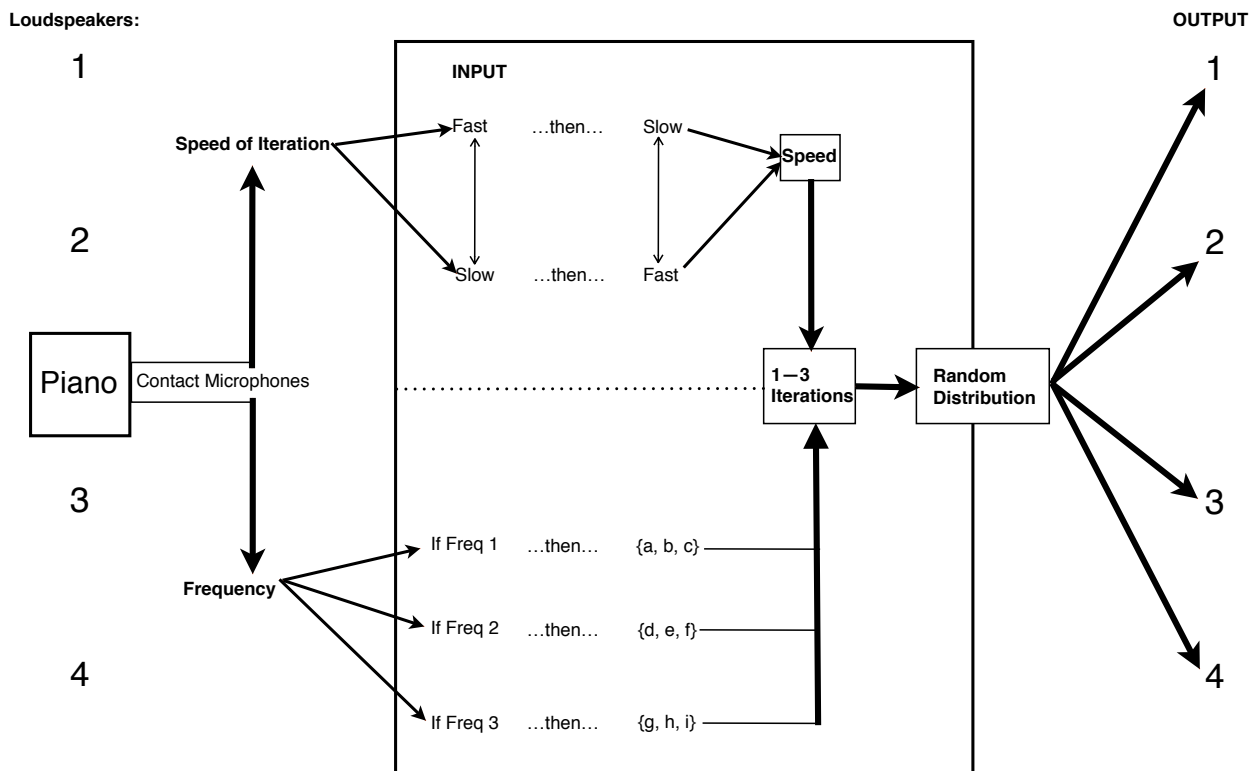 Loudspeakers:
OUTPUT
1
1
INPUT
Fast …then… Slow
Speed of Iteration
Speed
2
2
Slow …then… Fast
Piano
Contact Microphones
1—3
Iterations
Random
Distribution
3
3
If Freq 1 …then… {a, b, c}
Frequency
If Freq 2 …then… {d, e, f}
4
4
If Freq 3 …then… {g, h, i}